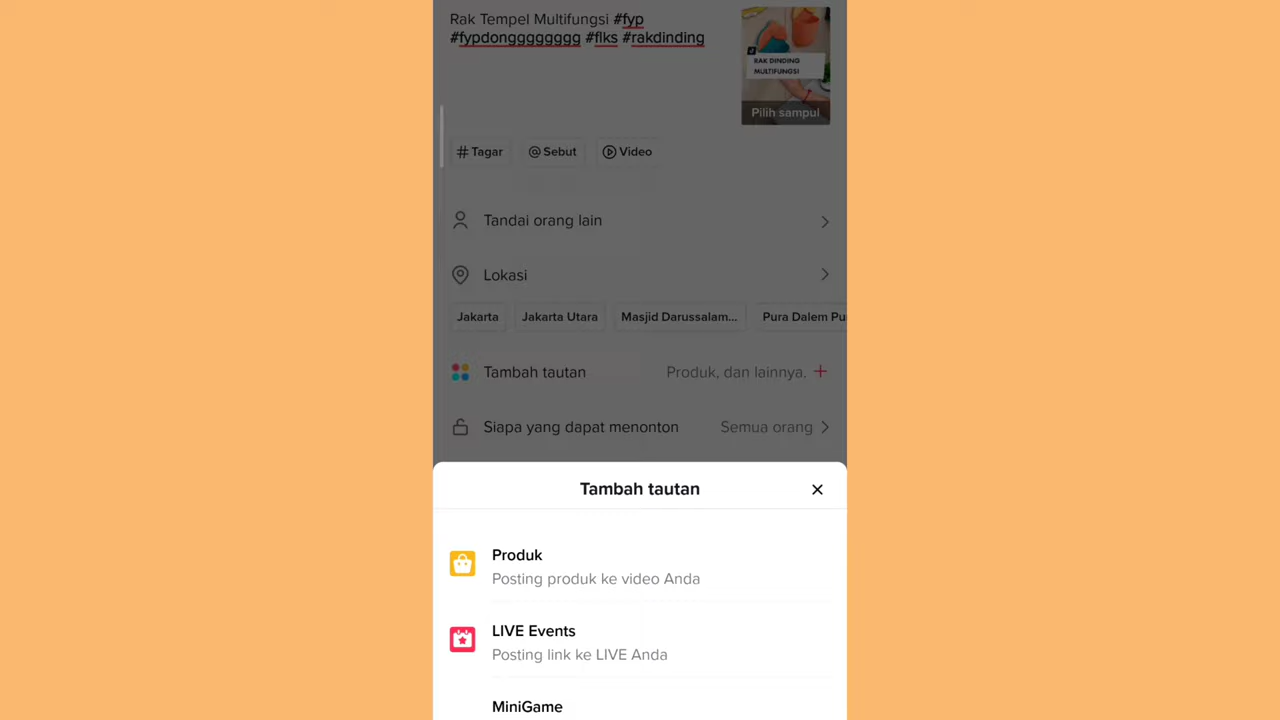 Rak Tempel Multifungsi #fyp
#fypdonggggggg #flks #rakdinding
RAK DINDING
MULTIFUNGSI
Pilih sampul
# Tagar @ Sebut Video
Tandai orang lain
Lokasi
Jakarta Jakarta Utara Masjid Darussalam... Pura Dalem Pu
Tambah tautan Produk, dan lainnya. +
Siapa yang dapat menonton Semua orang
Tambah tautan
Produk
Posting produk ke video Anda
LIVE Events
Posting link ke LIVE Anda
MiniGame